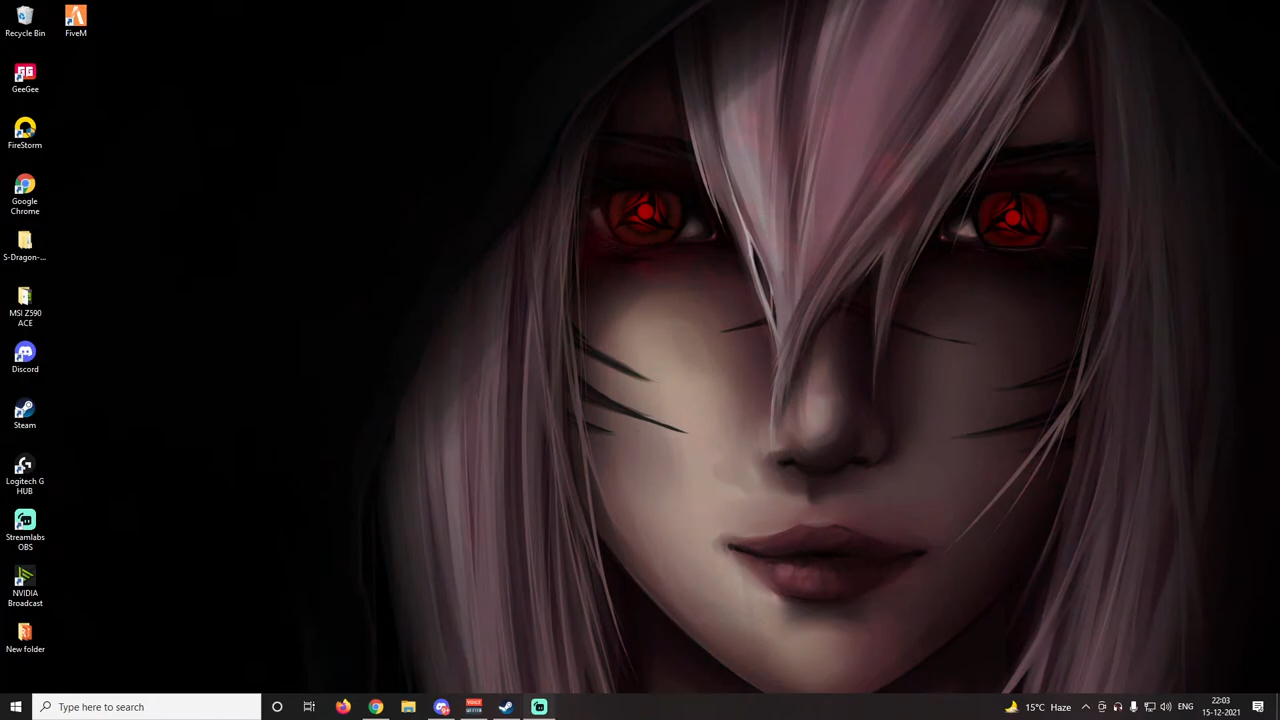 Recycle Bin
FiveM
GeeGee
FireStorm
Google
Chrome
S-Dragon-...
MSI Z590
ACE
Discord
Steam
Logitech G
HUB
Streamlabs
OBS
NVIDIA
Broadcast
New folder
Type here to search
15°C Haze
ENG
22:03
15-12-2021